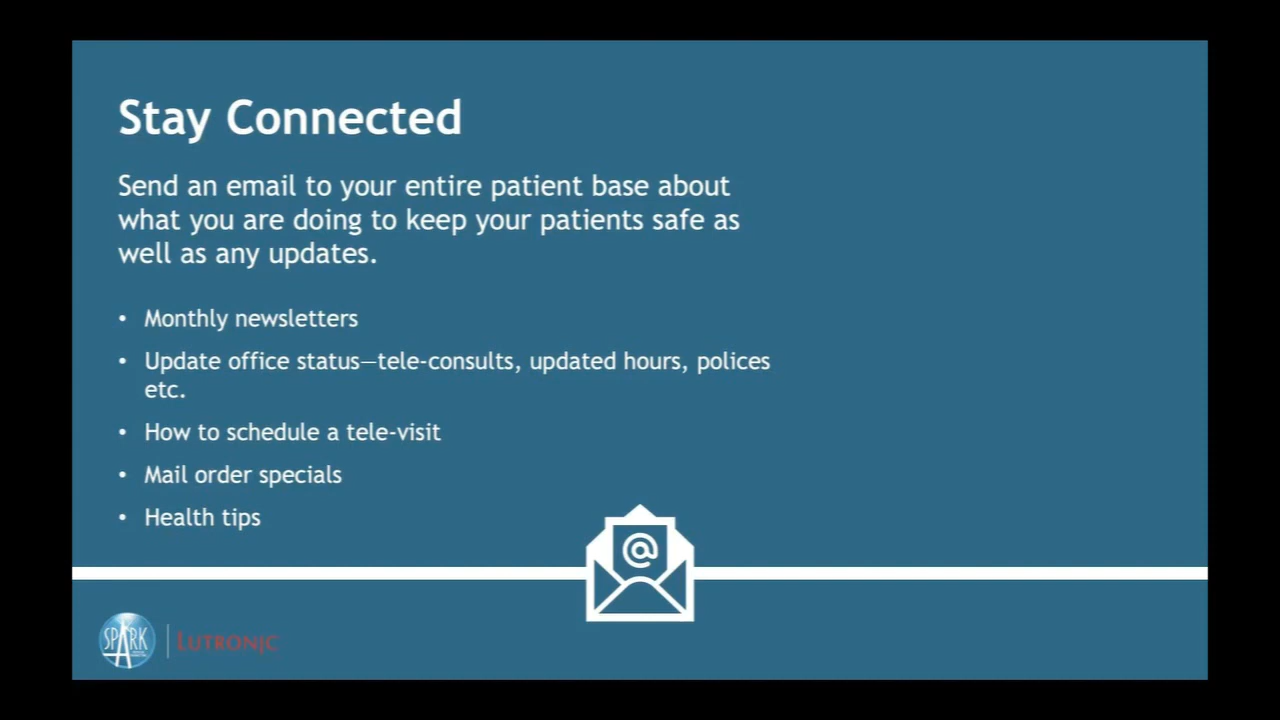 Stay Connected
Send an email to your entire patient base about
what you are doing to keep your patients safe as
well as any updates.
• Monthly newsletters
• Update office status—tele-consults, updated hours, polices
etc.
• How to schedule a tele-visit
• Mail order specials
• Health tips
@
SPARK
LUTRONIC